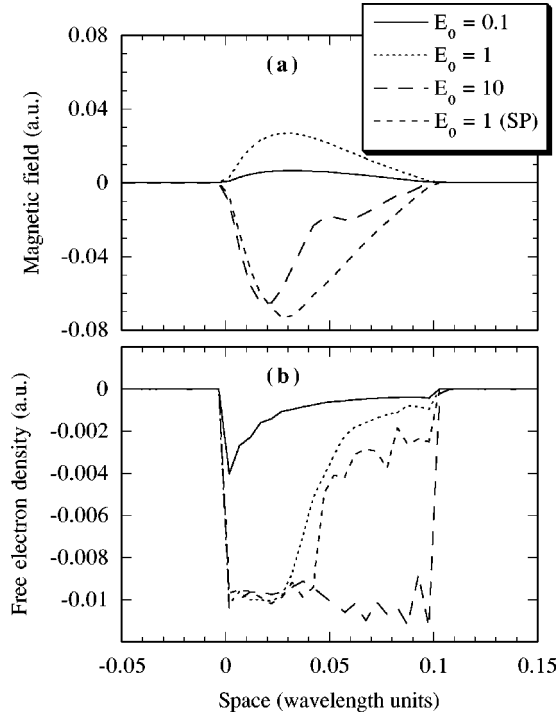 0.08
0.04
0
-0.04
-0.08
Magnetic field (a.u.)
(a)
E0 = 0.1
E0 = 1
E0 = 10
E0 = 1 (SP)
0
-0.002
-0.004
-0.006
-0.008
-0.01
Free electron density (a.u.)
(b)
-0.05
0
0.05
0.1
0.15
Space (wavelength units)